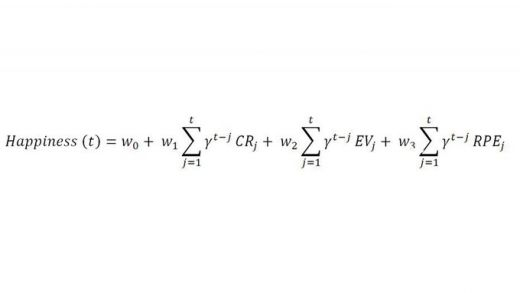 Happiness (t) = w₀ + w₁ ∑_{j=1}^{t} γ^{t−j} CR_j + w₂ ∑_{j=1}^{t} γ^{t−j} EV_j + w₃ ∑_{j=1}^{t} γ^{t−j} RPE_j